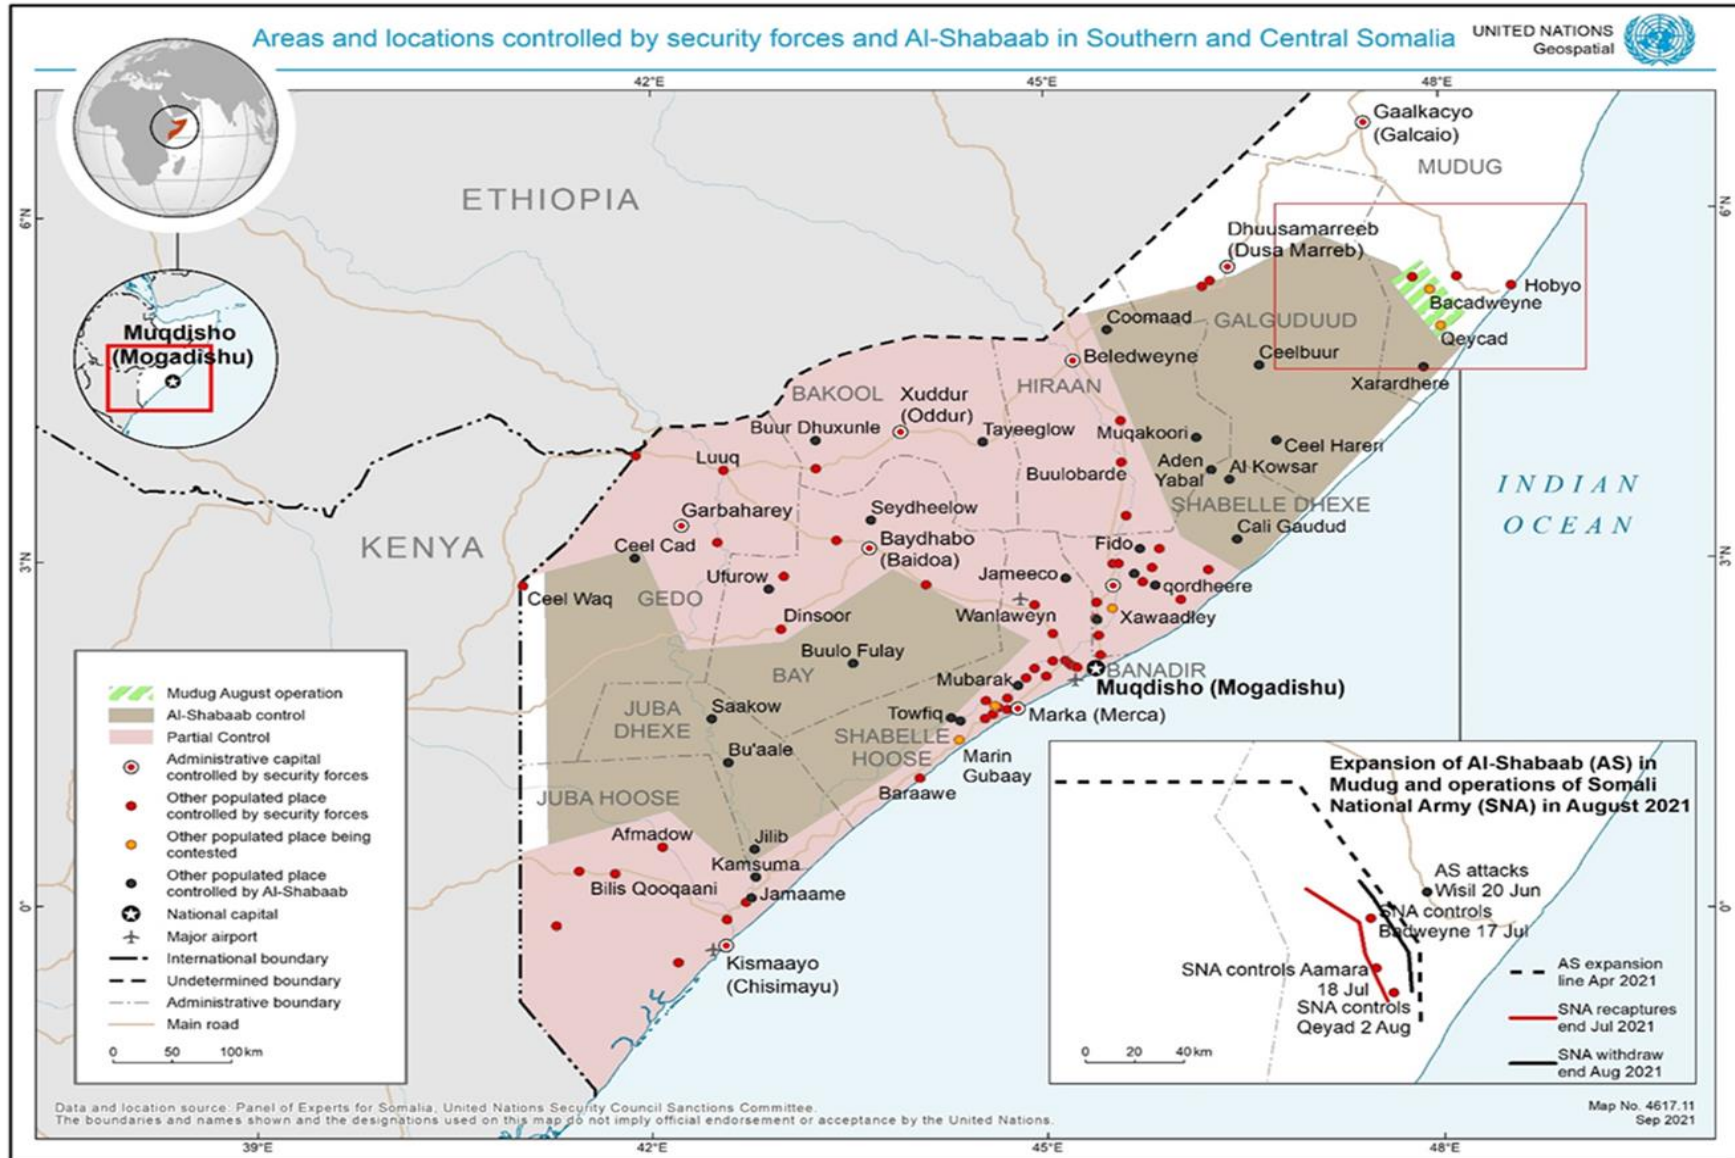 Areas and locations controlled by security forces and Al-Shabaab in Southern and Central Somalia
UNITED NATIONS
Geospatial
42°E
45°E
48°E
6°N
6°N
3°N
3°N
0°
0°
39°E
42°E
45°E
48°E
Muqdisho
(Mogadishu)
ETHIOPIA
KENYA
INDIAN
OCEAN
Gaalkacyo
(Galcaio)
MUDUG
Dhuusamarreeb
(Dusa Marreb)
Hobyo
Bacadweyne
Qeycad
GALGUDUUD
Coomaad
Ceelbuur
Xarardhere
Beledweyne
HIRAAN
BAKOOL
Xuddur
(Oddur)
Buur Dhuxunle
Tayeeglow
Muqakoori
Ceel Hareri
Luuq
Buulobarde
Aden
Yabal
Al Kowsar
SHABELLE DHEXE
Garbaharey
Seydheelow
Cali Gaudud
Ceel Cad
Baydhabo
(Baidoa)
Fido
Ufurow
Jameeco
qordheere
Ceel Waq
GEDO
Dinsoor
Wanlaweyn
Xawaadley
Buulo Fulay
BAY
BANADIR
Mubarak
Muqdisho (Mogadishu)
JUBA
DHEXE
Saakow
Towfiq
Marka (Merca)
SHABELLE
HOOSE
Bu'aale
Marin
Gubaay
JUBA HOOSE
Baraawe
Afmadow
Jilib
Kamsuma
Bilis Qooqaani
Jamaame
Kismaayo
(Chisimayu)
Mudug August operation
Al-Shabaab control
Partial Control
Administrative capital
controlled by security forces
Other populated place
controlled by security forces
Other populated place being
contested
Other populated place
controlled by Al-Shabaab
National capital
Major airport
International boundary
Undetermined boundary
Administrative boundary
Main road
0 50 100 km
Expansion of Al-Shabaab (AS) in
Mudug and operations of Somali
National Army (SNA) in August 2021
AS attacks
Wisil 20 Jun
SNA controls
Badweyne 17 Jul
SNA controls Aamara
18 Jul
SNA controls
Qeyad 2 Aug
AS expansion
line Apr 2021
SNA recaptures
end Jul 2021
SNA withdraw
end Aug 2021
0 20 40 km
Data and location source: Panel of Experts for Somalia, United Nations Security Council Sanctions Committee.
The boundaries and names shown and the designations used on this map do not imply official endorsement or acceptance by the United Nations.
Map No. 4617.11
Sep 2021